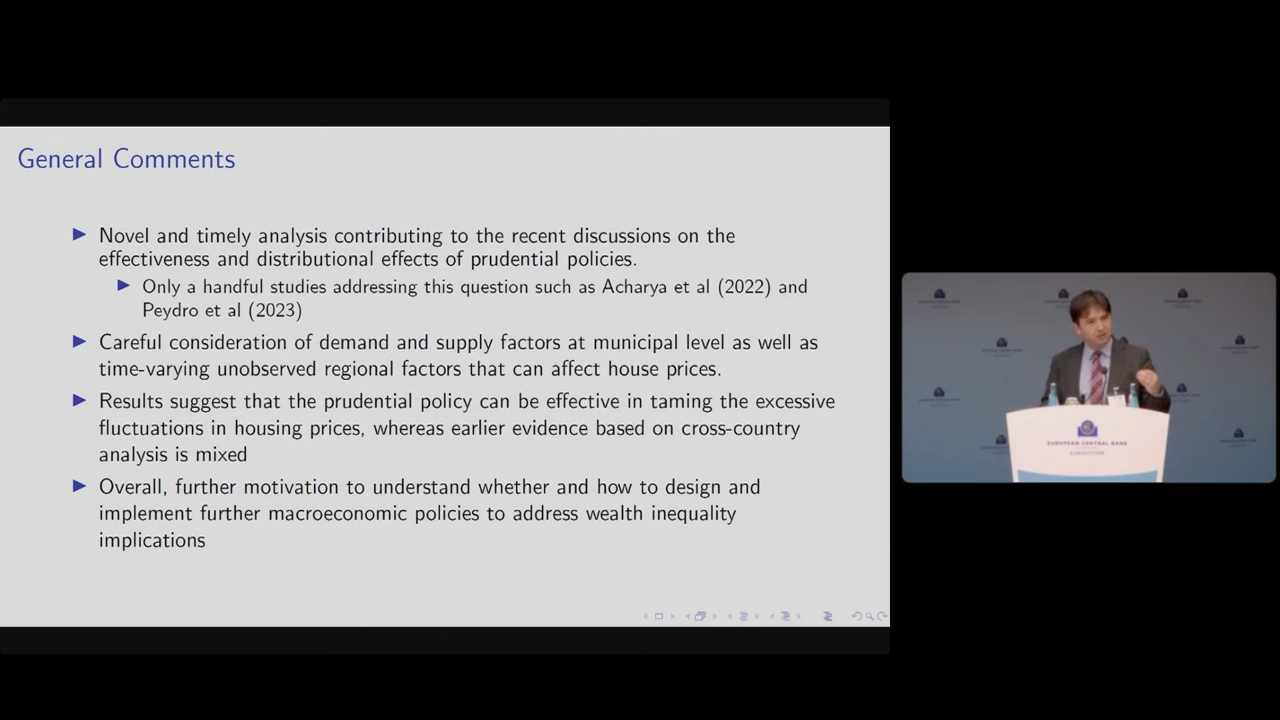 General Comments
Novel and timely analysis contributing to the recent discussions on the
effectiveness and distributional effects of prudential policies.
Only a handful studies addressing this question such as Acharya et al (2022) and
Peydro et al (2023)
Careful consideration of demand and supply factors at municipal level as well as
time-varying unobserved regional factors that can affect house prices.
Results suggest that the prudential policy can be effective in taming the excessive
fluctuations in housing prices, whereas earlier evidence based on cross-country
analysis is mixed
Overall, further motivation to understand whether and how to design and
implement further macroeconomic policies to address wealth inequality
implications
EUROPEAN CENTRAL BANK
EUROSYSTEM